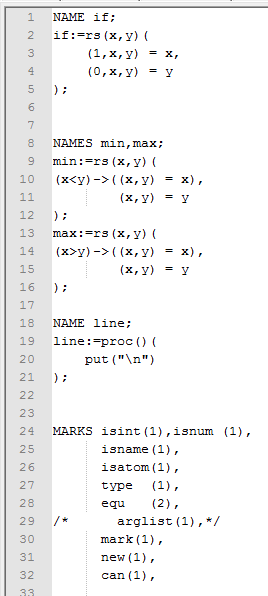 1 NAME if;
2 if:=rs(x,y)(
3 (1,x,y) = x,
4 (0,x,y) = y
5 );
6
7
8 NAMES min,max;
9 min:=rs(x,y)(
10 (x<y)->((x,y) = x),
11 (x,y) = y
12 );
13 max:=rs(x,y)(
14 (x>y)->((x,y) = x),
15 (x,y) = y
16 );
17
18 NAME line;
19 line:=proc()(
20 put("\n")
21 );
22
23
24 MARKS isint(1),isnum (1),
25 isname(1),
26 isatom(1),
27 type (1),
28 equ (2),
29 /* arglist(1),*/
30 mark(1),
31 new(1),
32 can(1),
33